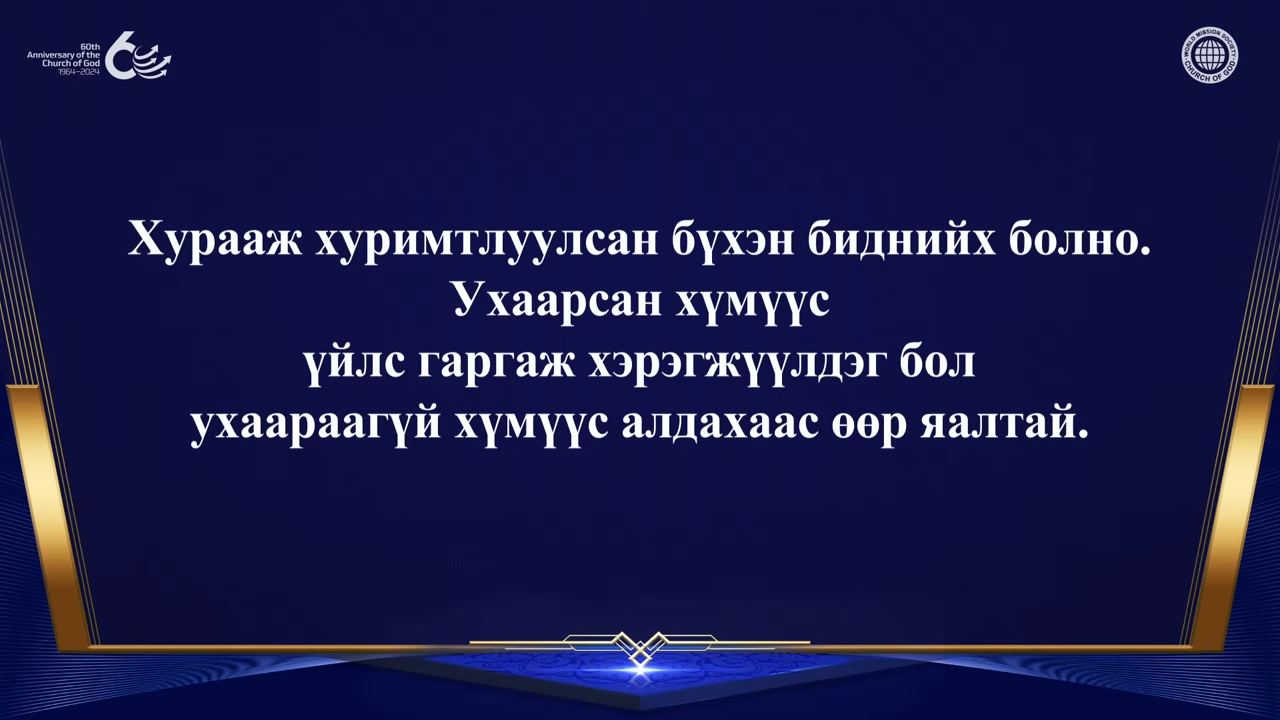 60th
Anniversary of the
Church of God
1964—2024
60
WORLD MISSION SOCIETY
CHURCH OF GOD
Хурааж хуримтлуулсан бүхэн биднийх болно.
Ухаарсан хүмүүс
үйлс гаргаж хэрэгжүүлдэг бол
ухаараагүй хүмүүс алдахаас өөр яалтай.